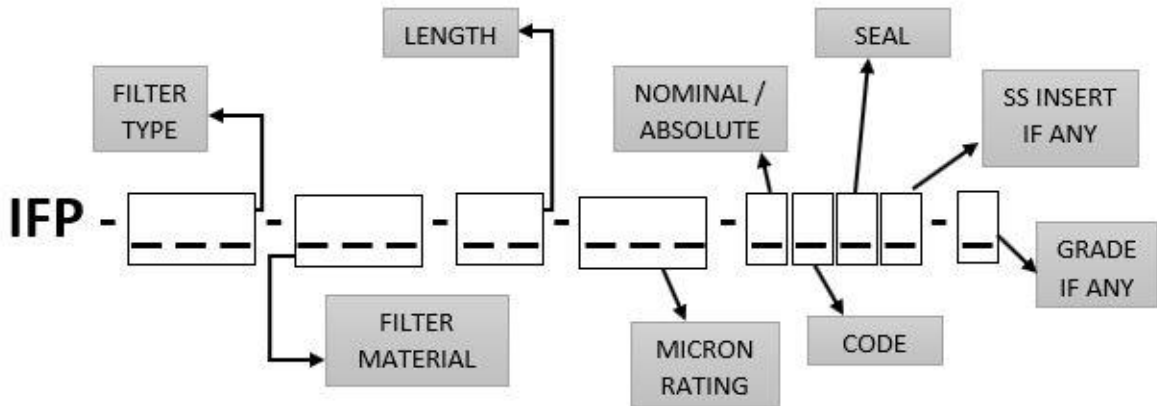 LENGTH
SEAL
FILTER
TYPE
NOMINAL /
ABSOLUTE
SS INSERT
IF ANY
IFP - _ _ _ - _ _ _ - _ _ - _ _ _ - _ _ _ _ - _
GRADE
IF ANY
FILTER
MATERIAL
MICRON
RATING
CODE